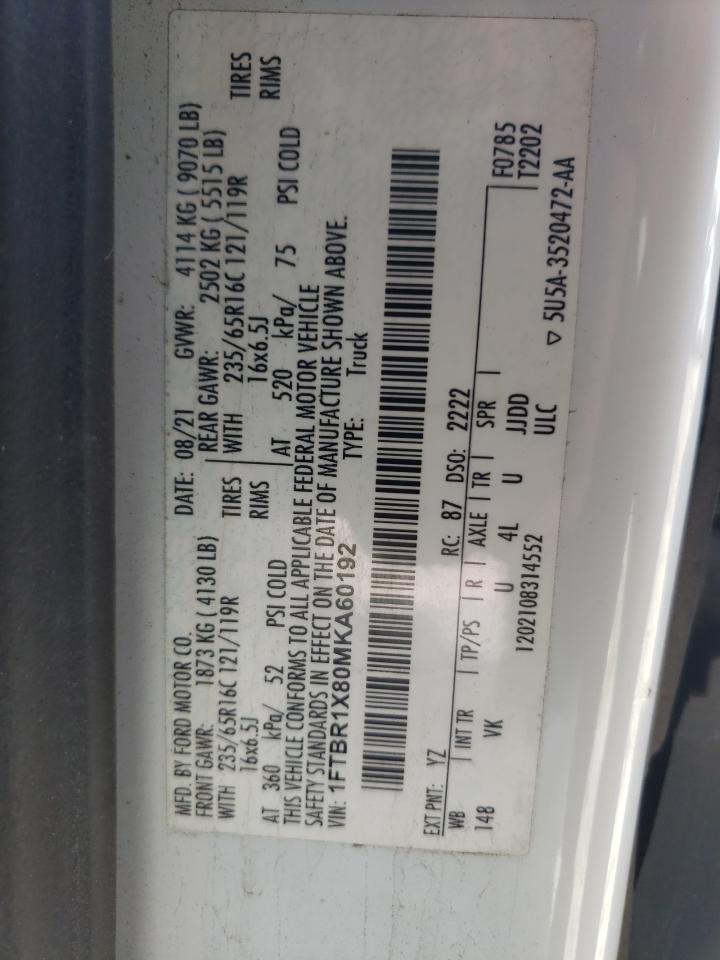 MFD. BY FORD MOTOR CO. DATE: 08/21 GVWR: 4114 KG ( 9070 LB)
FRONT GAWR: 1873 KG ( 4130 LB) REAR GAWR: 2502 KG ( 5515 LB)
WITH 235/65R16C 121/119R TIRES WITH 235/65R16C 121/119R TIRES
16x6.5J RIMS 16x6.5J RIMS
AT 360 kPa/ 52 PSI COLD AT 520 kPa/ 75 PSI COLD
THIS VEHICLE CONFORMS TO ALL APPLICABLE FEDERAL MOTOR VEHICLE
SAFETY STANDARDS IN EFFECT ON THE DATE OF MANUFACTURE SHOWN ABOVE.
VIN: 1FTBR1X80MKA60192 TYPE: Truck
F0785
T2202
EXT PNT: YZ RC: 87 DSO: 2222
WB INT TR TP/PS R AXLE TR SPR
148 VK U 4L U JJDD
1202108314552 ULC
▽ 5U5A-3520472-AA